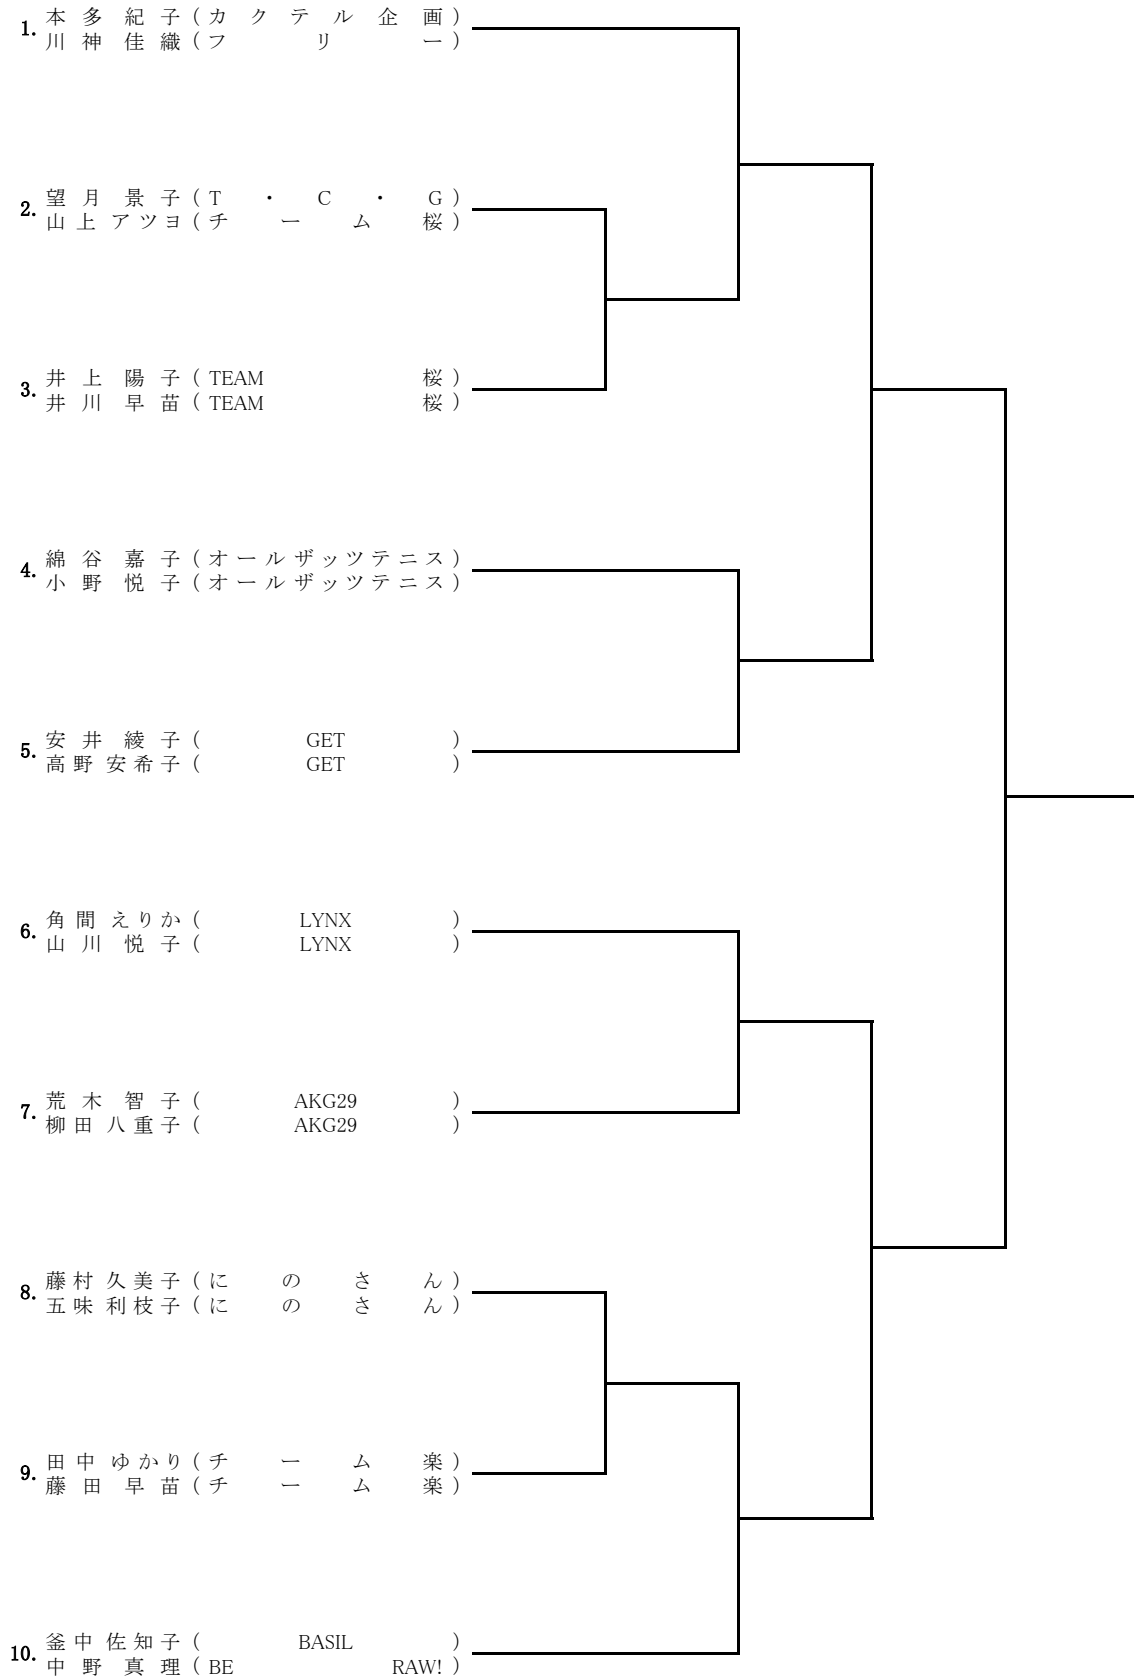 1. 本多紀子(カクテル企画)
川神佳織(フリー)
2. 望月景子(T・C・G)
山上アツヨ(チーム桜)
3. 井上陽子(TEAM 桜)
井川早苗(TEAM 桜)
4. 綿谷嘉子(オールザッツテニス)
小野悦子(オールザッツテニス)
5. 安井綾子(GET)
高野安希子(GET)
6. 角間えりか(LYNX)
山川悦子(LYNX)
7. 荒木智子(AKG29)
柳田八重子(AKG29)
8. 藤村久美子(にのさん)
五味利枝子(にのさん)
9. 田中ゆかり(チーム楽)
藤田早苗(チーム楽)
10. 釜中佐知子(BASIL)
中野真理(BE RAW!)